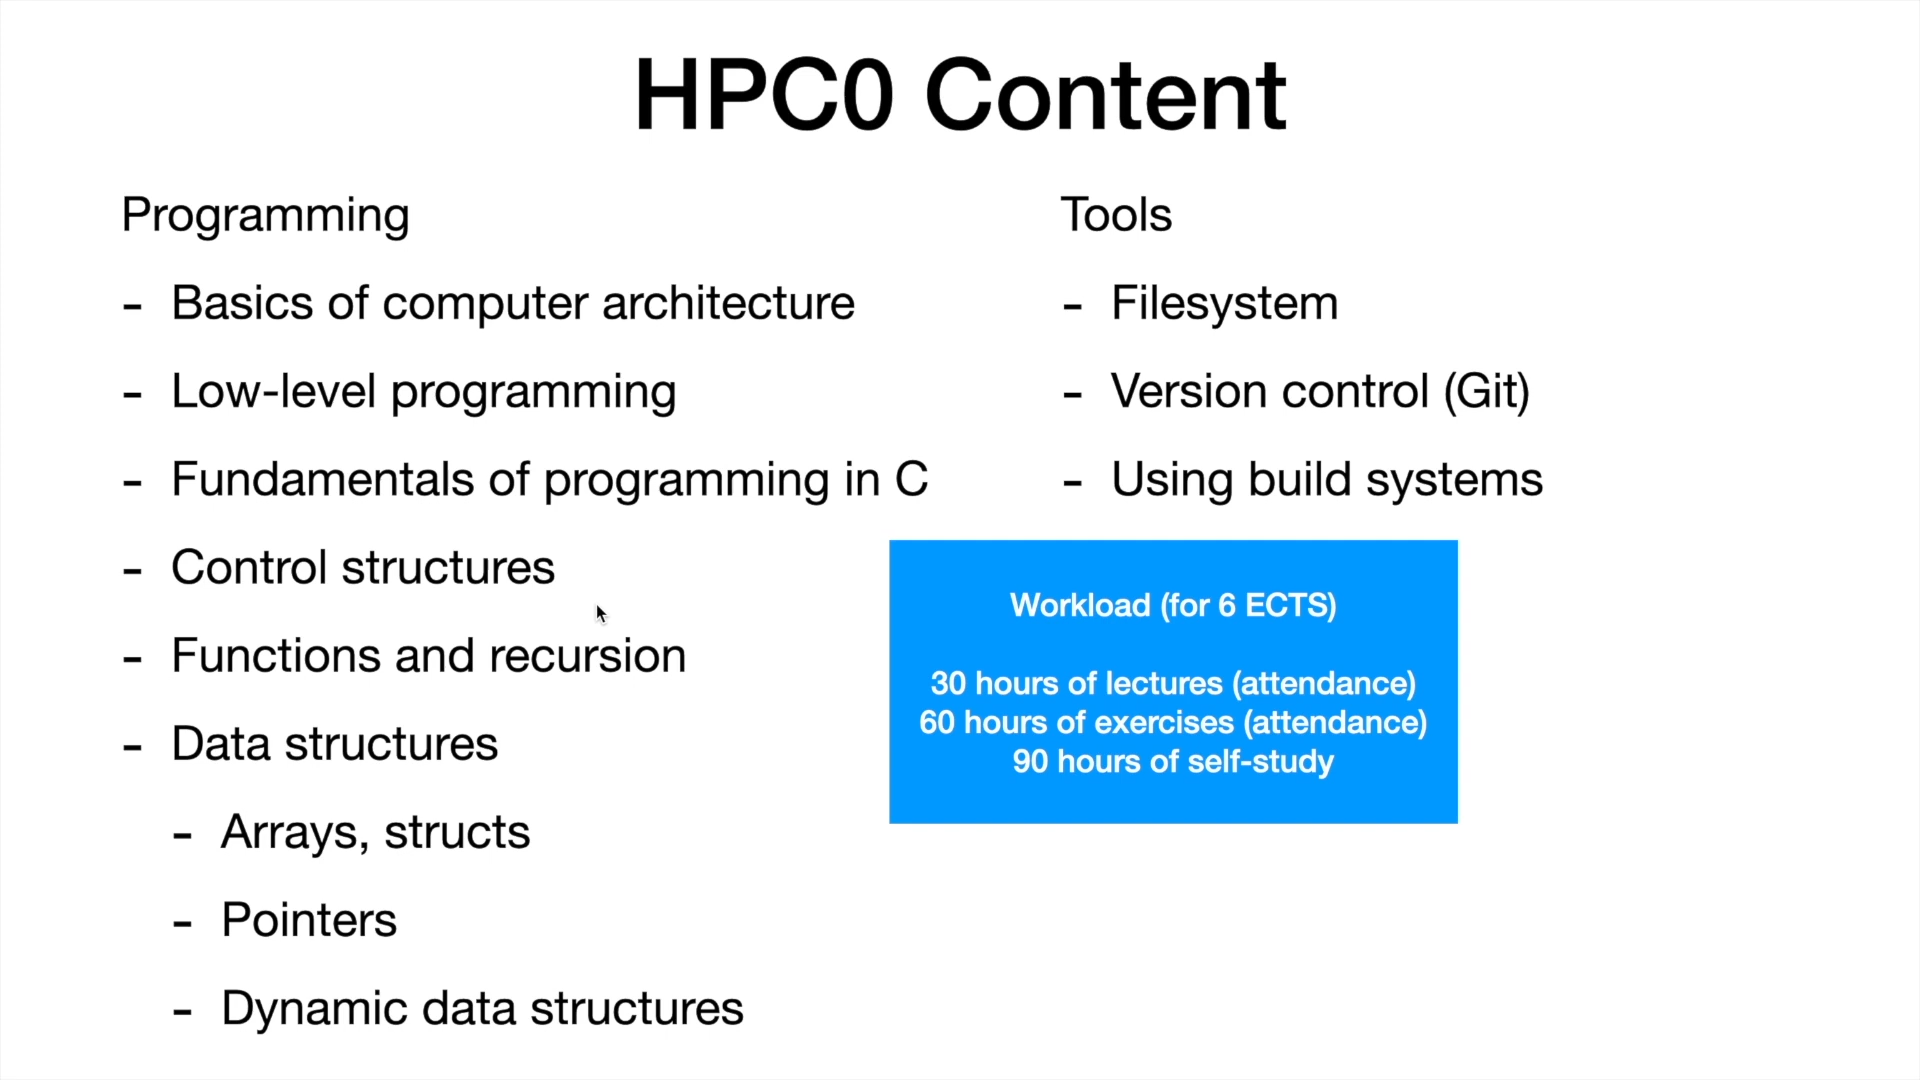 HPC0 Content
Programming
- Basics of computer architecture
- Low-level programming
- Fundamentals of programming in C
- Control structures
- Functions and recursion
- Data structures
- Arrays, structs
- Pointers
- Dynamic data structures
Tools
- Filesystem
- Version control (Git)
- Using build systems
Workload (for 6 ECTS)
30 hours of lectures (attendance)
60 hours of exercises (attendance)
90 hours of self-study